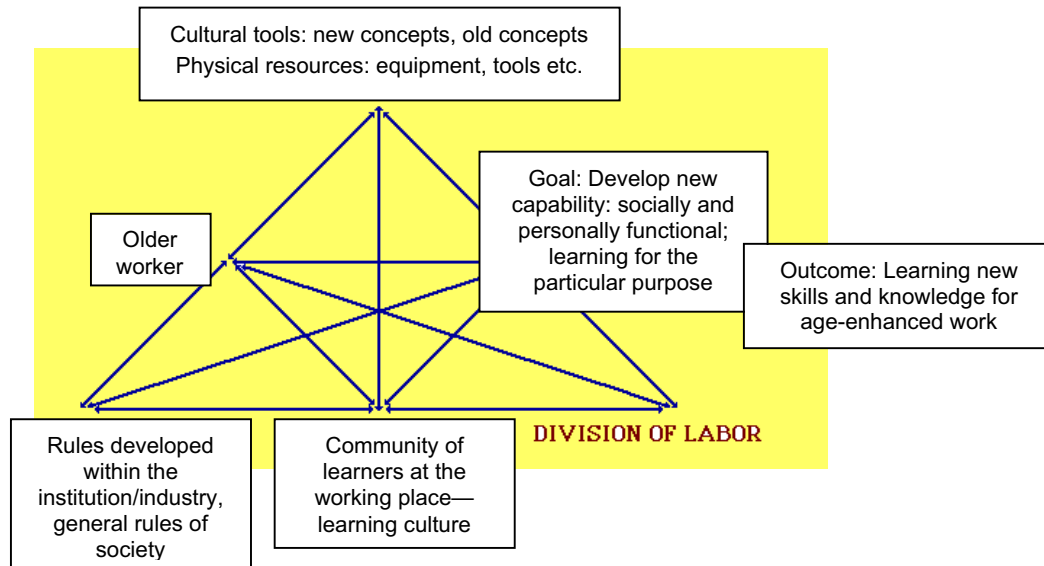 Cultural tools: new concepts, old concepts
Physical resources: equipment, tools etc.
Goal: Develop new
capability: socially and
personally functional;
learning for the
particular purpose
Older
worker
Outcome: Learning new
skills and knowledge for
age-enhanced work
Rules developed
within the
institution/industry,
general rules of
society
Community of
learners at the
working place—
learning culture
DIVISION OF LABOR